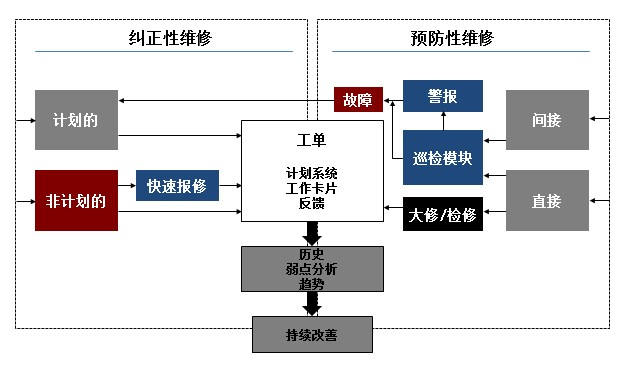 纠正性维修
预防性维修
故障
警报
计划的
间接
工单
巡检模块
计划系统
工作卡片
反馈
快速报修
非计划的
大修/检修
直接
历史
弱点分析
趋势
持续改善